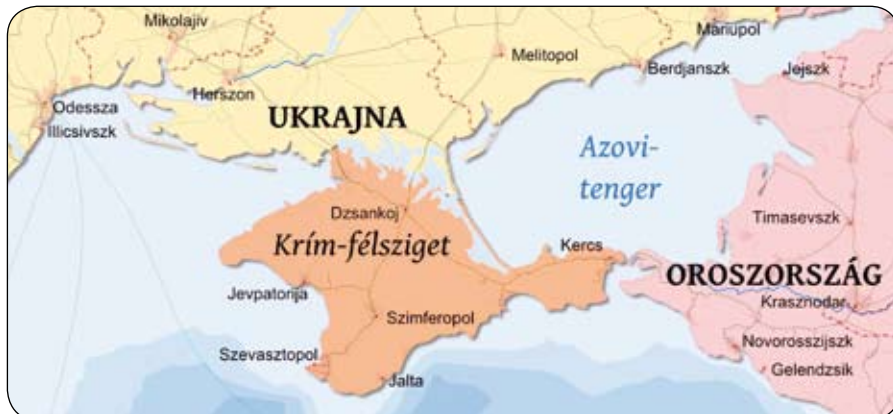 Mikolajiv
Mariupol
Melitopol
Berdjanszk
Jejszk
Herszon
Odessza
Illicsivszk
UKRAJNA
Azovi-
tenger
Dzsankoj
Timasevszk
Krím-félsziget
Kercs
OROSZORSZÁG
Jevpatorija
Krasznodar
Szimferopol
Novorosszijszk
Szevasztopol
Gelendzsik
Jalta